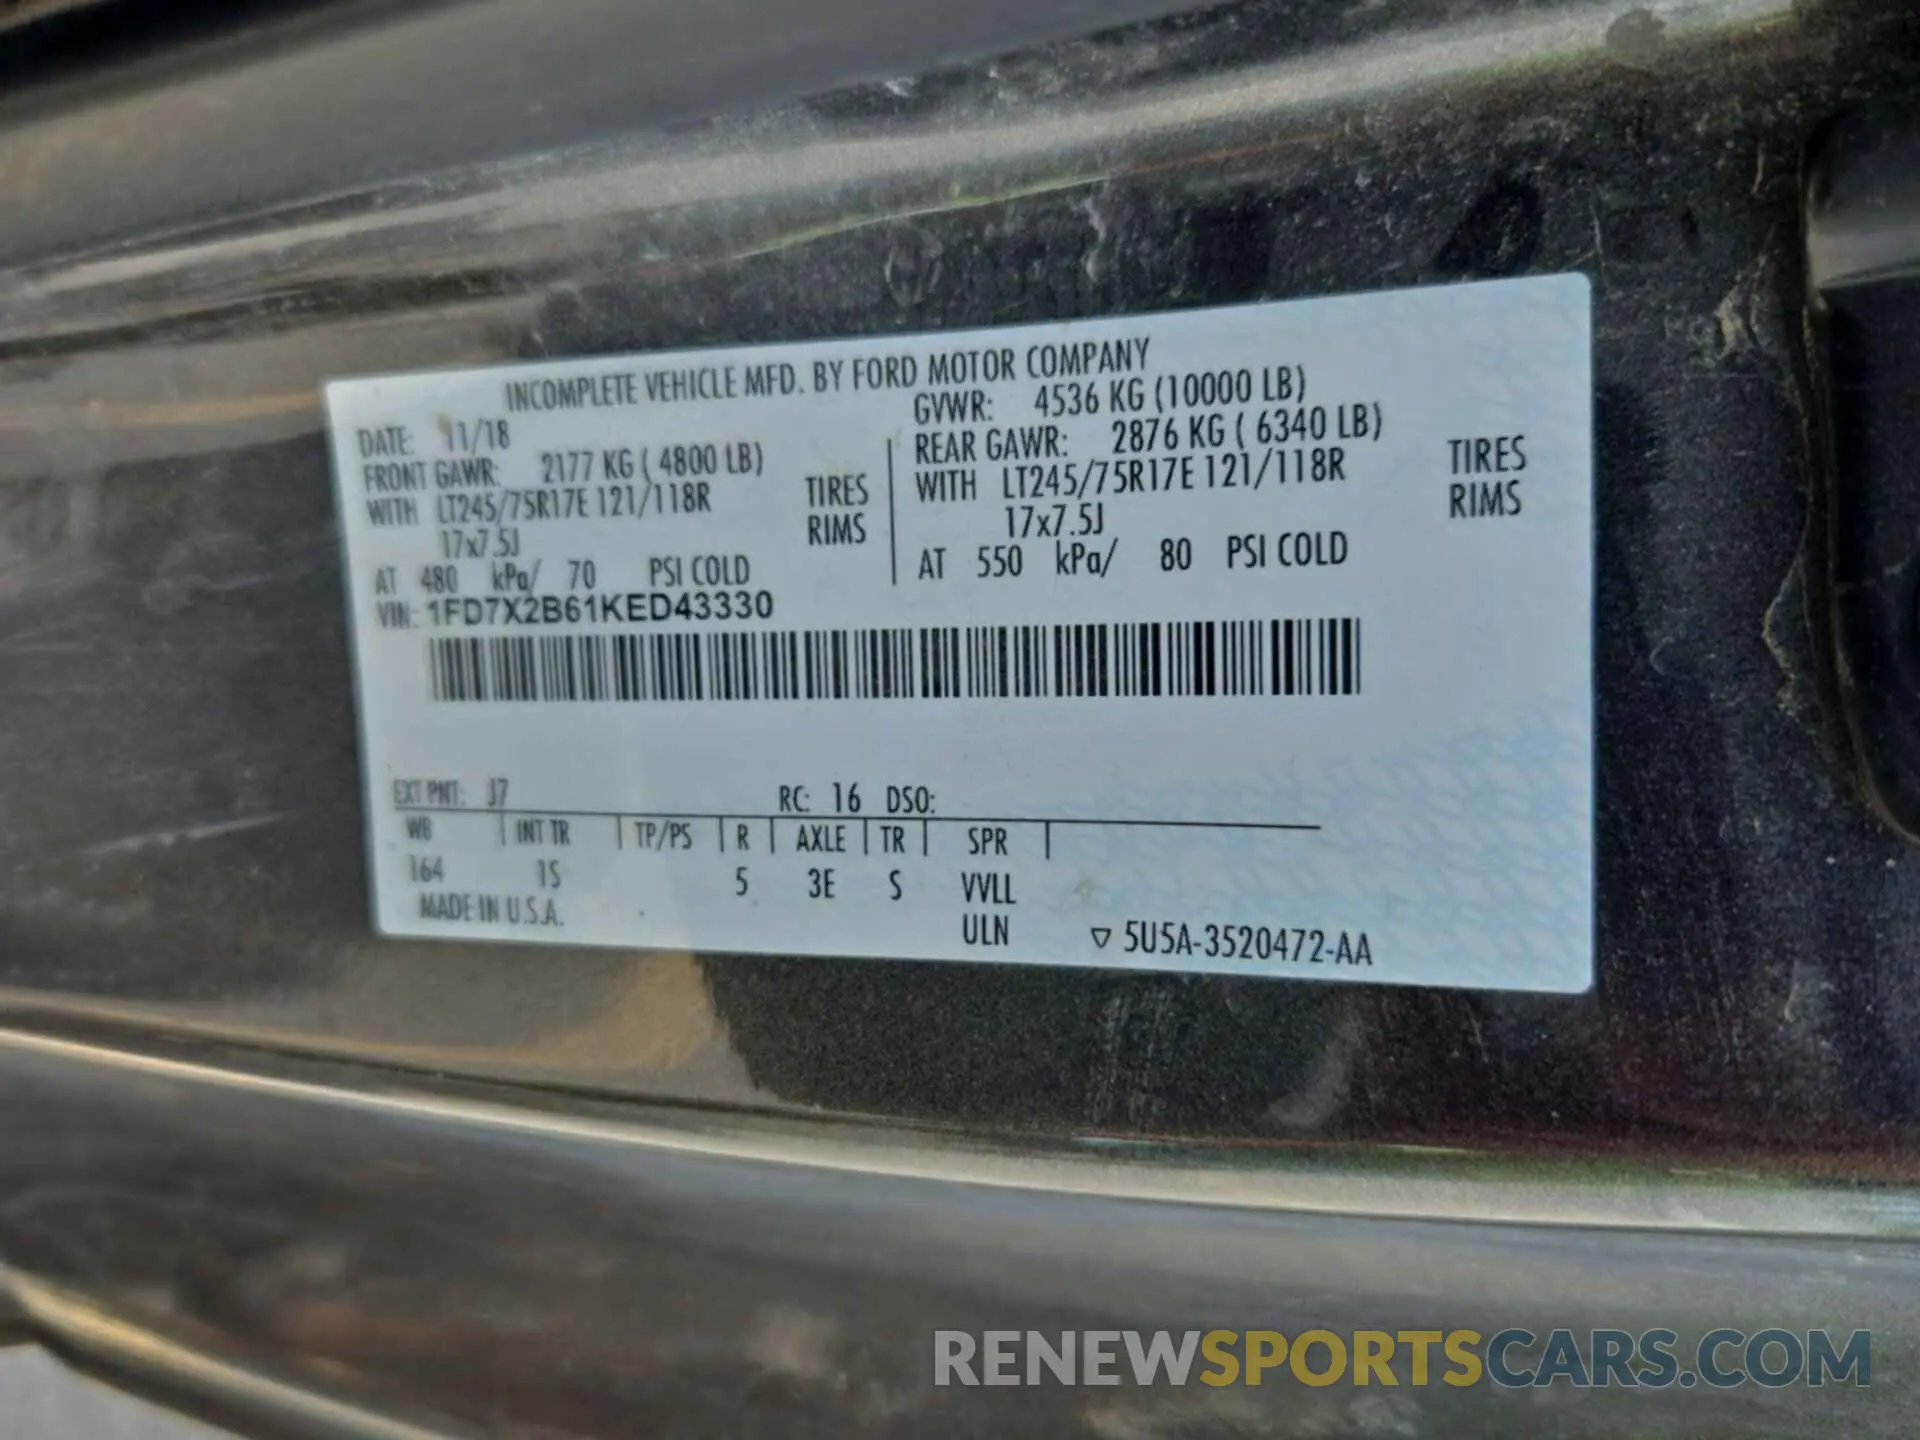 INCOMPLETE VEHICLE MFD. BY FORD MOTOR COMPANY
DATE: 11/18
GVWR: 4536 KG (10000 LB)
FRONT GAWR: 2177 KG ( 4800 LB)
REAR GAWR: 2876 KG ( 6340 LB)
WITH LT245/75R17E 121/118R TIRES
WITH LT245/75R17E 121/118R TIRES
17x7.5J RIMS
17x7.5J RIMS
AT 480 kPa/ 70 PSI COLD
AT 550 kPa/ 80 PSI COLD
VIN: 1FD7X2B61KED43330
EXT PNT: J7 RC: 16 DSO:
WB | INT TR | TP/PS | R | AXLE | TR | SPR |
164 1S 5 3E S VVLL
MADE IN U.S.A. ULN ▽ 5U5A-3520472-AA
RENEWSPORTSCARS.COM